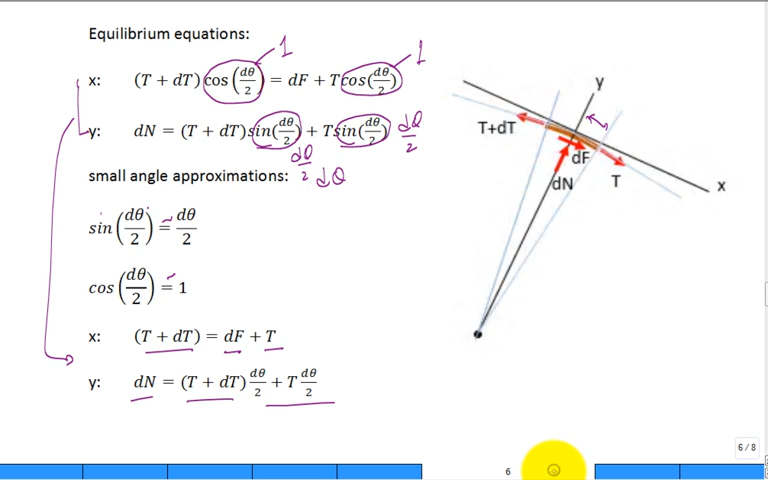 Equilibrium equations:
1
1
x: (T + dT) cos(dθ/2) = dF + T cos(dθ/2)
y: dN = (T + dT) sin(dθ/2) + T sin(dθ/2) dθ/2
dθ/2 dθ
small angle approximations:
sin(dθ/2) = dθ/2
cos(dθ/2) = 1
x: (T + dT) = dF + T
y: dN = (T + dT) dθ/2 + T dθ/2
y
T+dT
dF
dN
T
x
6 / 8
6